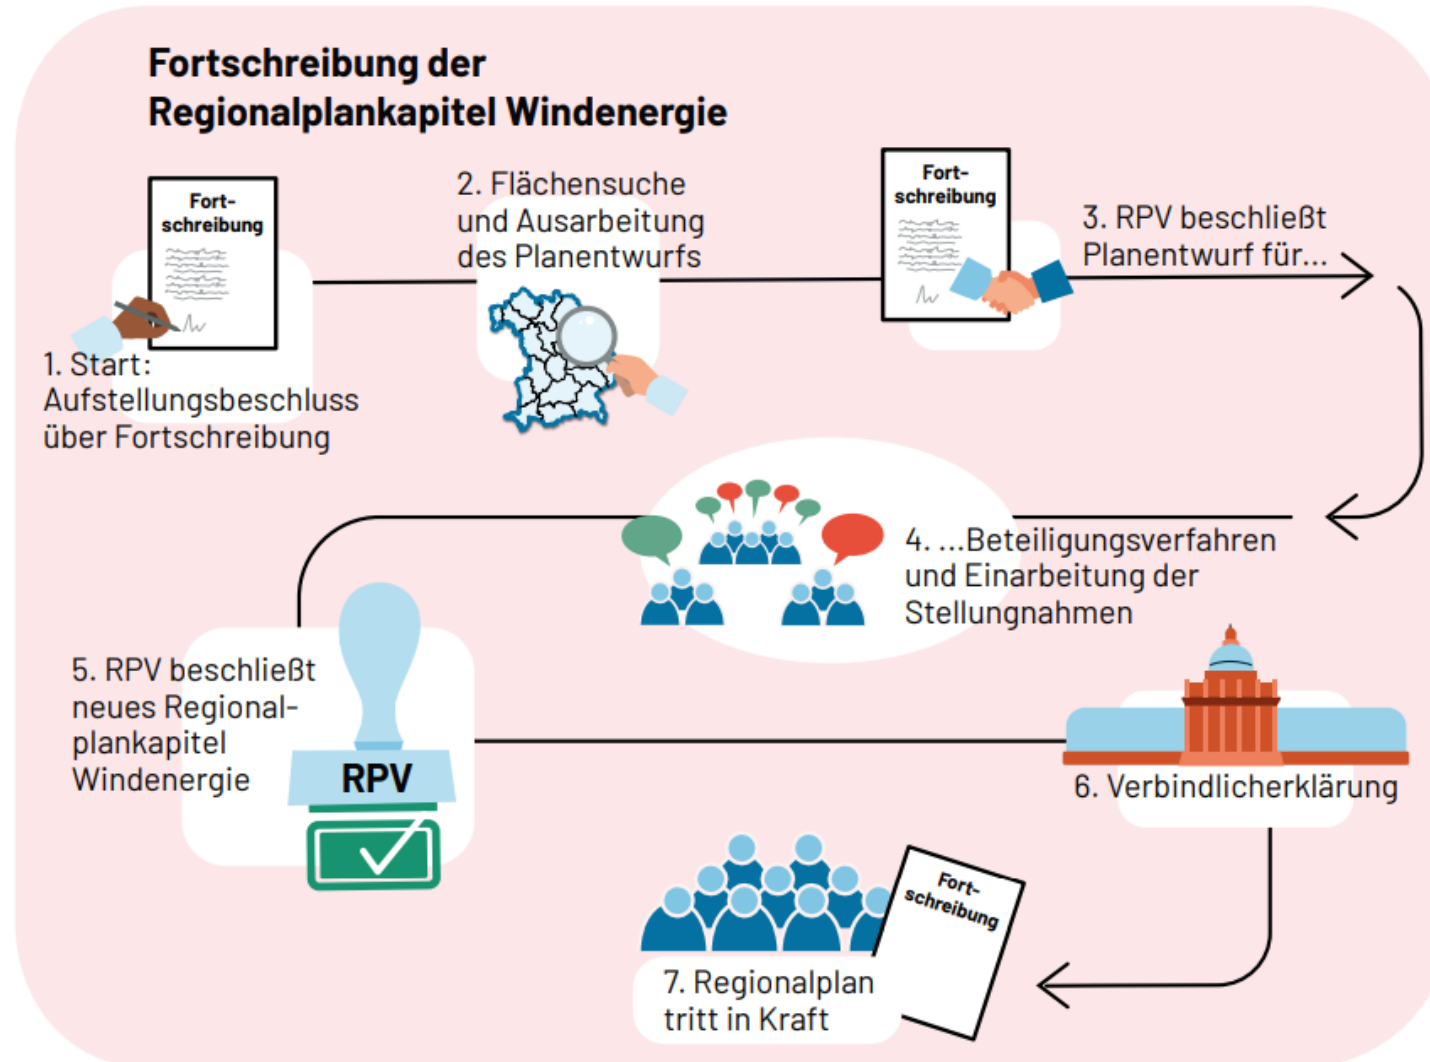 Fortschreibung der
Regionalplankapitel Windenergie
Fort-
schreibung
1. Start:
Aufstellungsbeschluss
über Fortschreibung
2. Flächensuche
und Ausarbeitung
des Planentwurfs
Fort-
schreibung
3. RPV beschließt
Planentwurf für...
4. ...Beteiligungsverfahren
und Einarbeitung der
Stellungnahmen
5. RPV beschließt
neues Regional-
plankapitel
Windenergie
RPV
6. Verbindlicherklärung
Fort-
schreibung
7. Regionalplan
tritt in Kraft